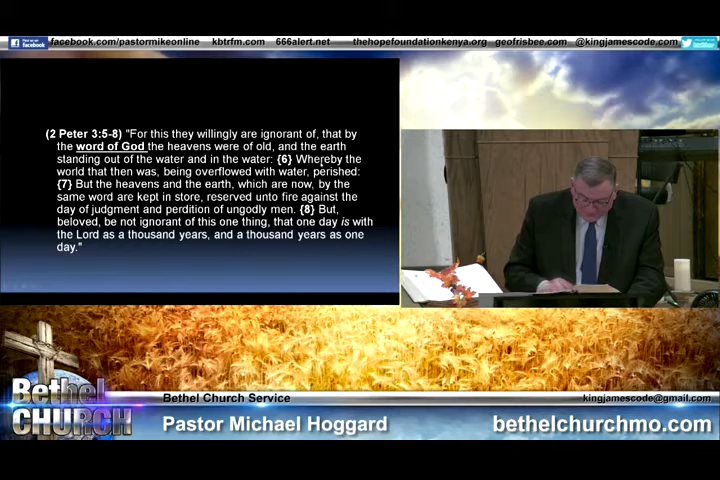 facebook.com/pastormikeonline kbtrfm.com 666alert.net thehopefoundationkenya.org geofrisbee.com @kingjamescode.com
(2 Peter 3:5-8) "For this they willingly are ignorant of, that by
the word of God the heavens were of old, and the earth
standing out of the water and in the water: {6} Whereby the
world that then was, being overflowed with water, perished:
{7} But the heavens and the earth, which are now, by the
same word are kept in store, reserved unto fire against the
day of judgment and perdition of ungodly men. {8} But,
beloved, be not ignorant of this one thing, that one day is with
the Lord as a thousand years, and a thousand years as one
day."
Bethel
CHURCH
Bethel Church Service kingjamescode@gmail.com
Pastor Michael Hoggard bethelchurchmo.com